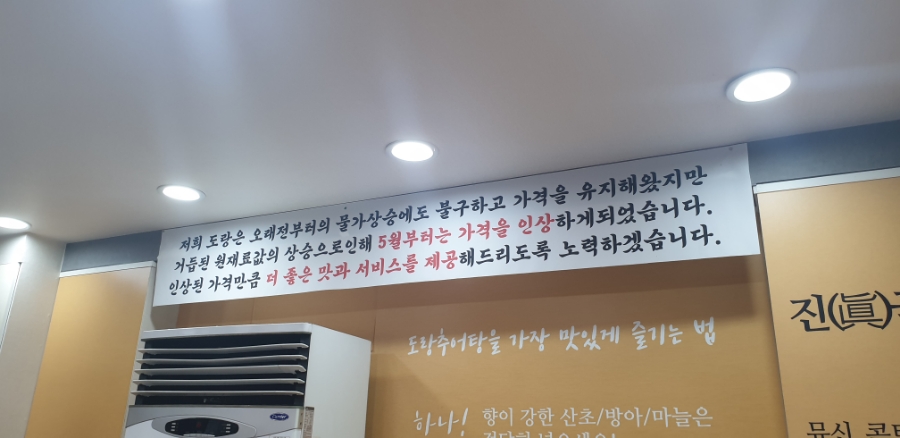 저희 도랑은 오래전부터의 물가상승에도 불구하고 가격을 유지해왔지만
거듭된 원재료값의 상승으로인해 5월부터는 가격을 인상하게되었습니다.
인상된 가격만큼 더 좋은 맛과 서비스를 제공해드리도록 노력하겠습니다.
도랑추어탕을 가장 맛있게 즐기는 법
하나! 향이 강한 산초/방아/마늘은
진(眞)